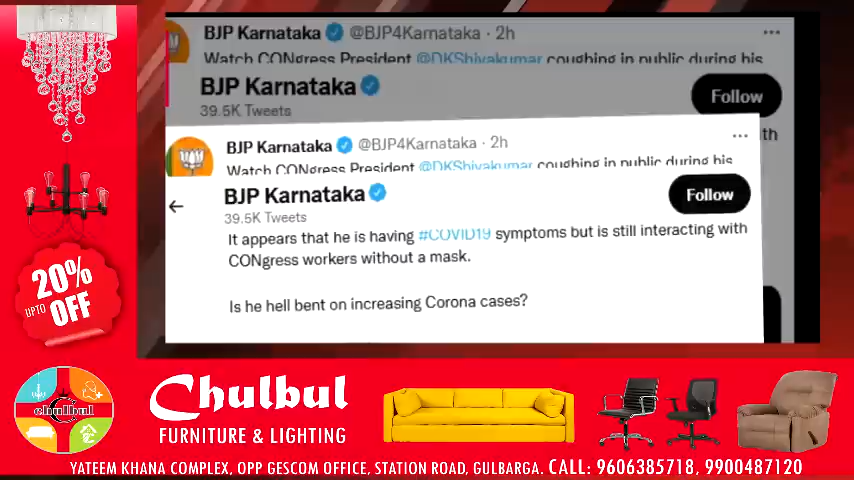 BJP Karnataka @BJP4Karnataka · 2h
Watch CONgress President @DKShivakumar coughing in public during his
BJP Karnataka
39.5K Tweets
Follow
th
BJP Karnataka @BJP4Karnataka · 2h
Watch CONgress President @DKShivakumar coughing in public during his
BJP Karnataka
39.5K Tweets
Follow
It appears that he is having #COVID19 symptoms but is still interacting with
CONgress workers without a mask.
Is he hell bent on increasing Corona cases?
UPTO 20% OFF
chulbul
Chulbul
FURNITURE & LIGHTING
YATEEM KHANA COMPLEX, OPP GESCOM OFFICE, STATION ROAD, GULBARGA. CALL: 9606385718, 9900487120